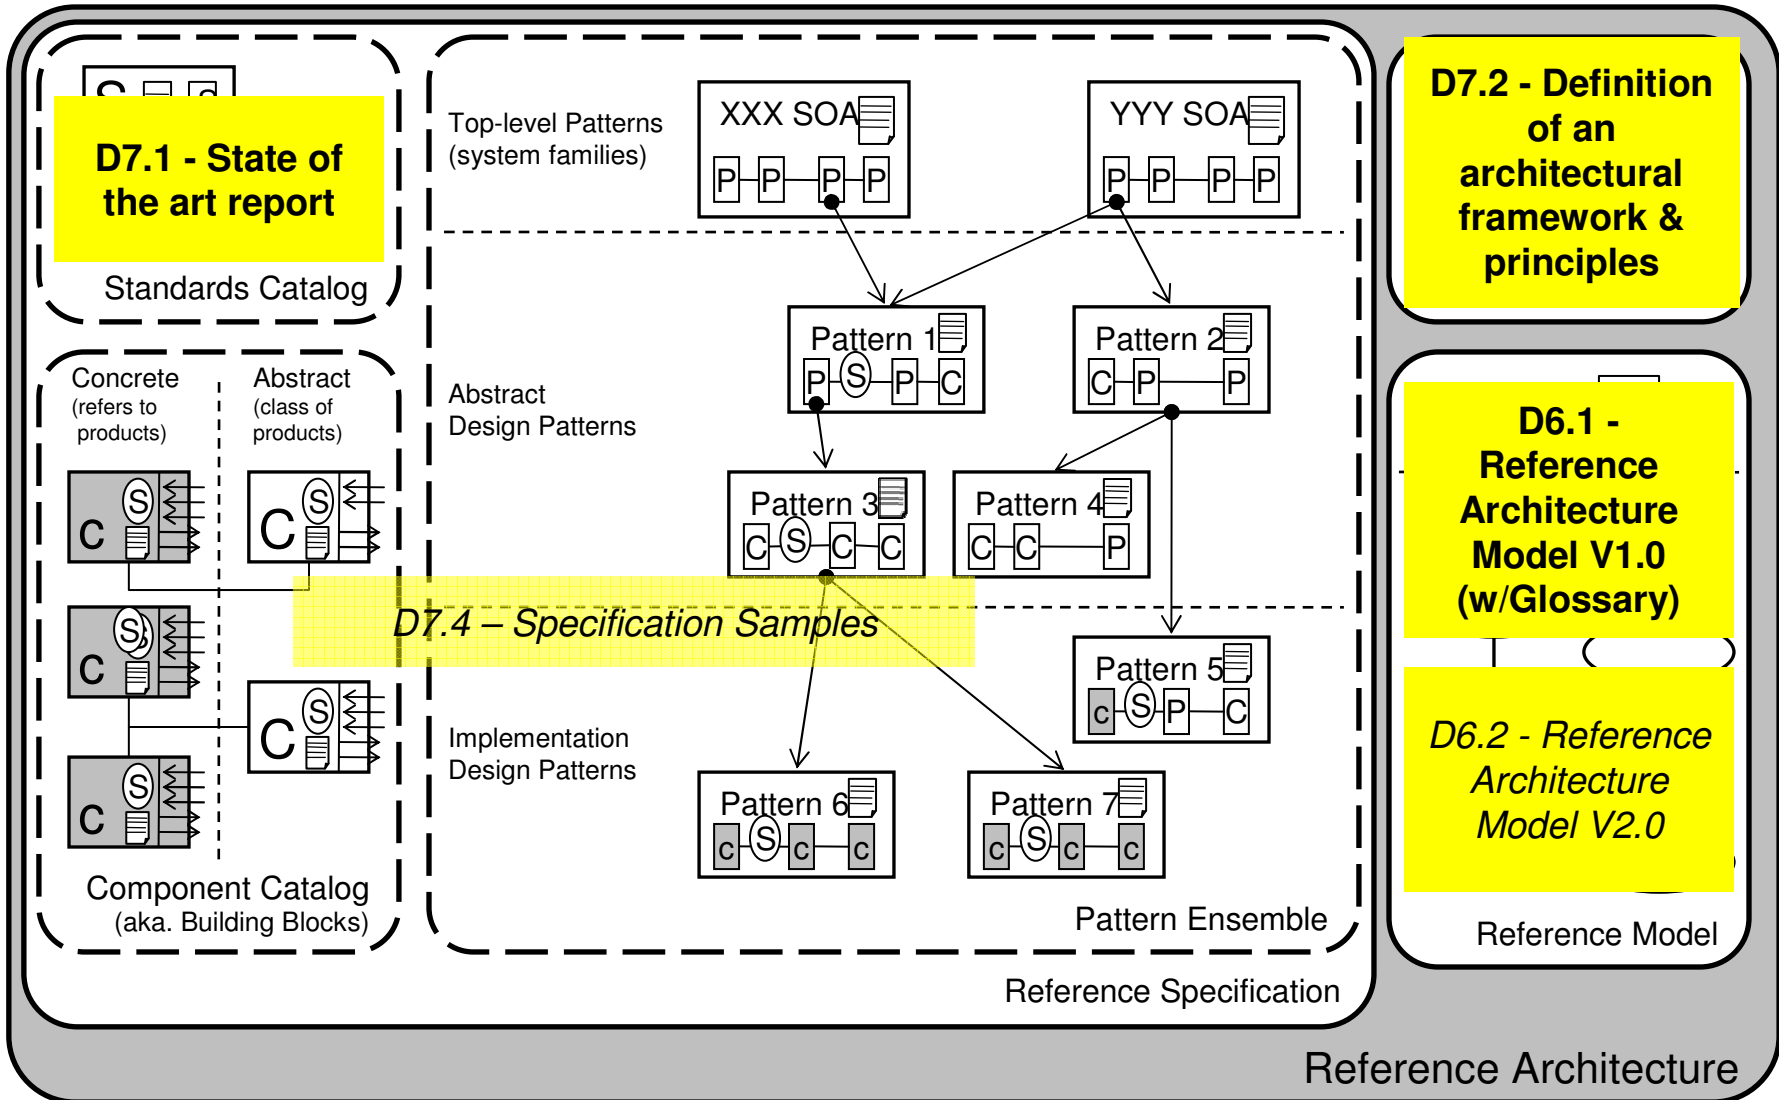 D7.1 - State of
the art report
Standards Catalog
Concrete
(refers to
products)
Abstract
(class of
products)
C S
C S
C S
C S
C S
Component Catalog
(aka. Building Blocks)
Top-level Patterns
(system families)
XXX SOA
P P P P
YYY SOA
P P P P
Abstract
Design Patterns
Pattern 1
P S P C
Pattern 2
C P P
Pattern 3
C S C C
Pattern 4
C C P
D7.4 – Specification Samples
Implementation
Design Patterns
Pattern 5
c S P C
Pattern 6
c S c c
Pattern 7
c S c c
Pattern Ensemble
Reference Specification
D7.2 - Definition
of an
architectural
framework &
principles
D6.1 -
Reference
Architecture
Model V1.0
(w/Glossary)
D6.2 - Reference
Architecture
Model V2.0
Reference Model
Reference Architecture